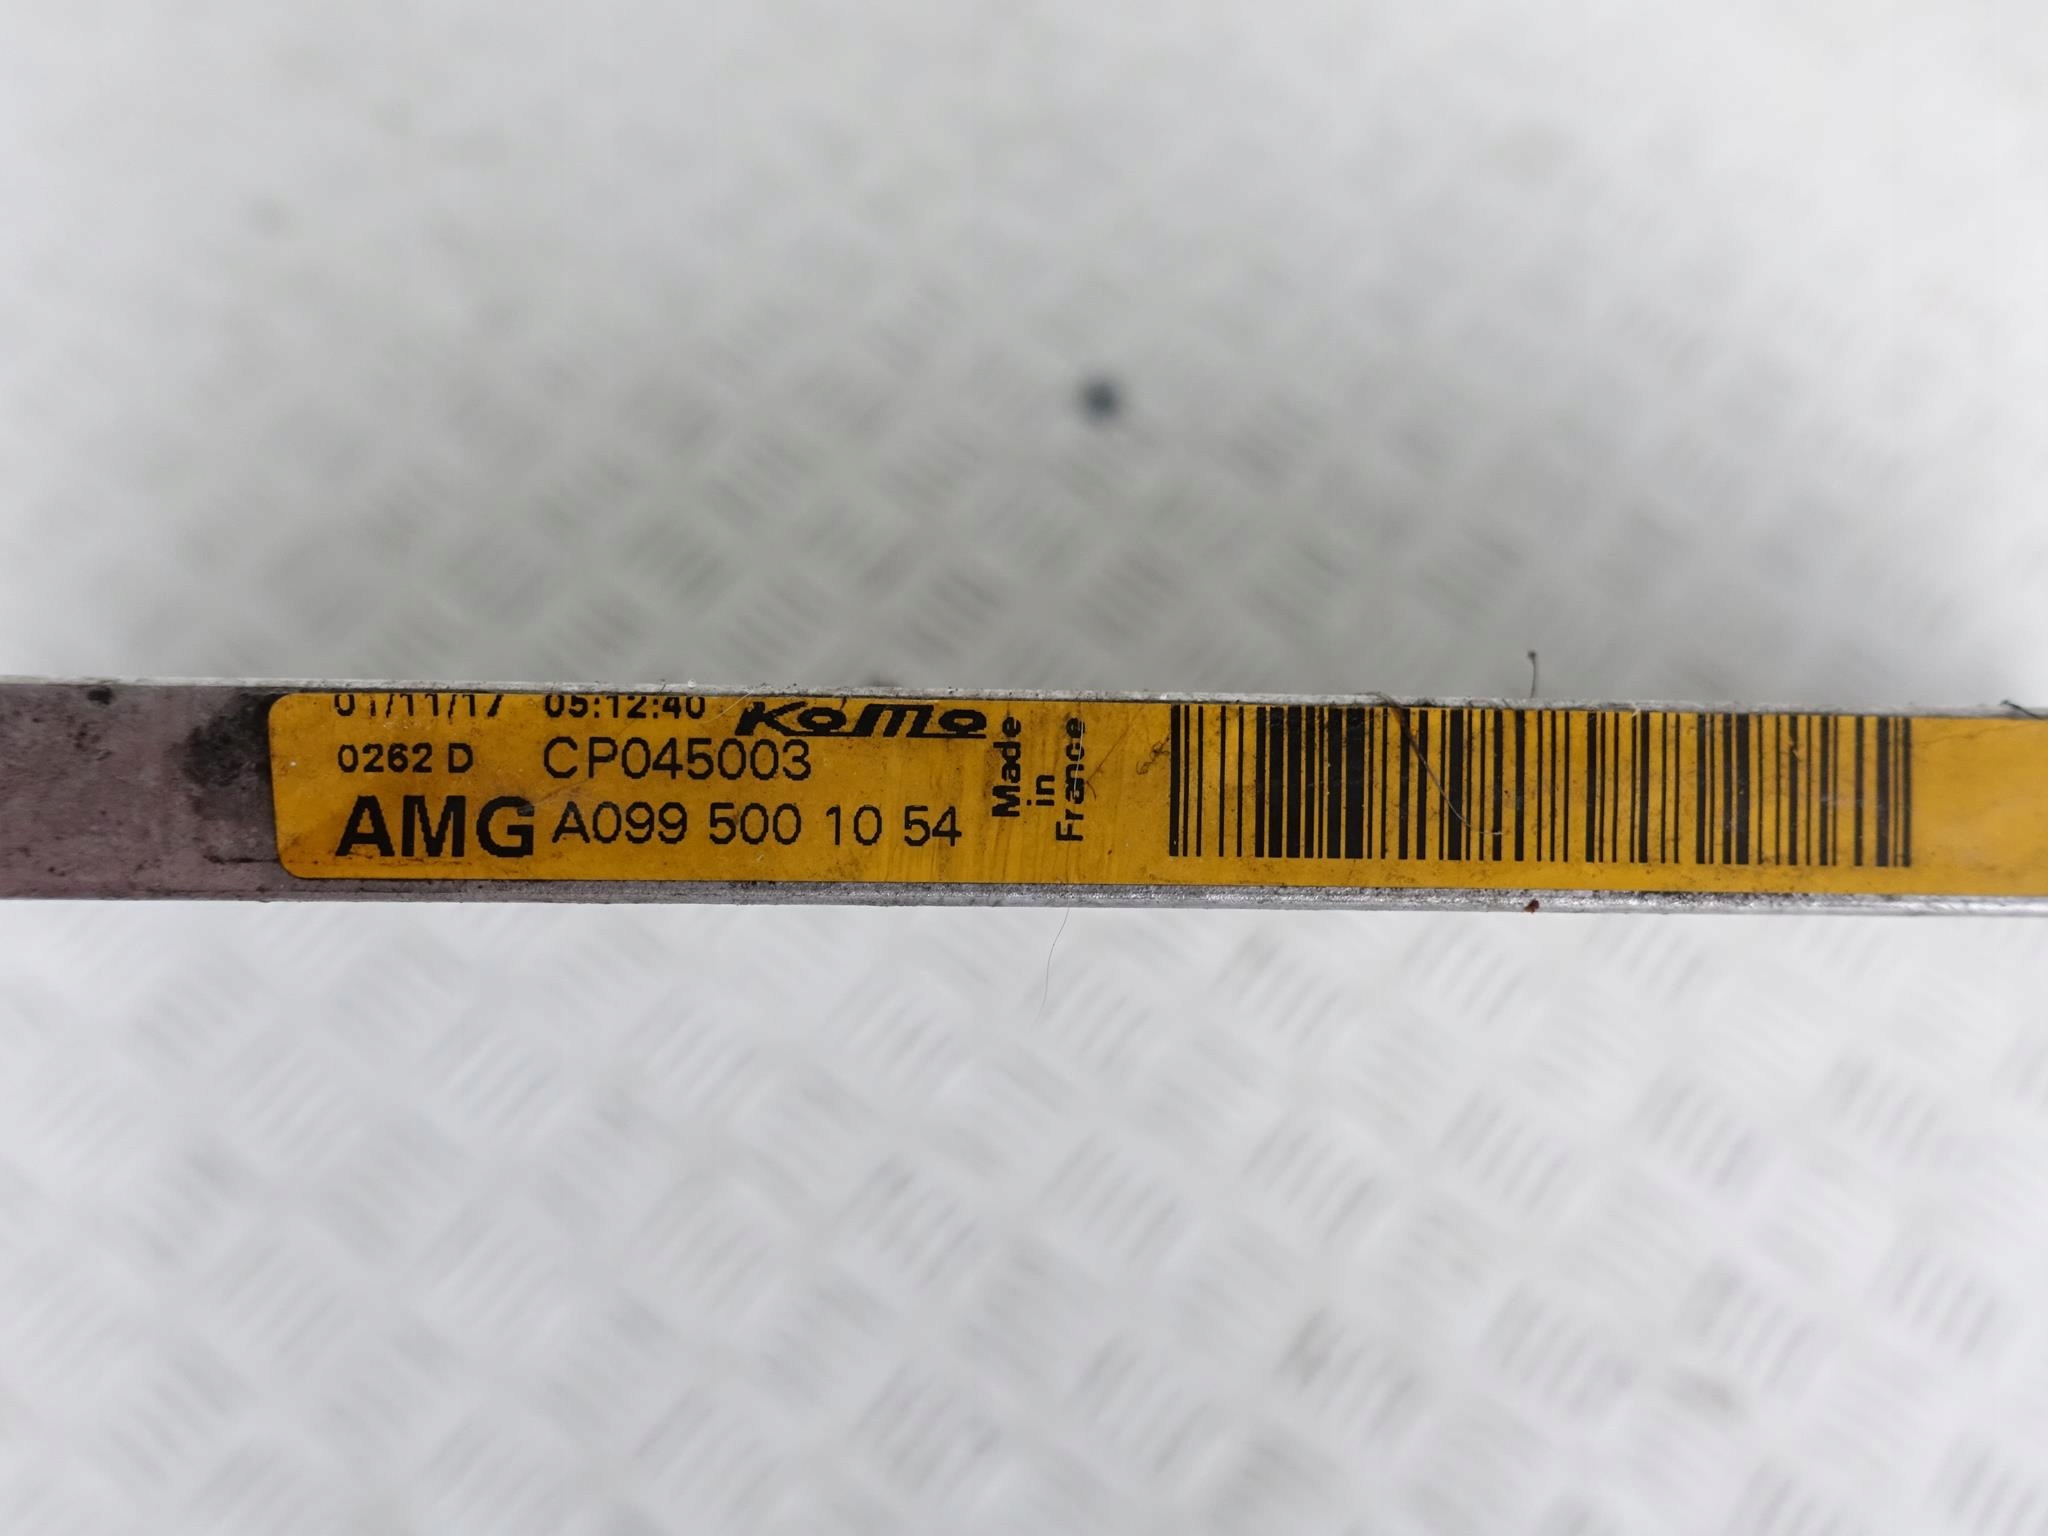 01/11/17 05:12:40 KoMo
0262 D CP045003
AMG A099 500 10 54
Made
in
France